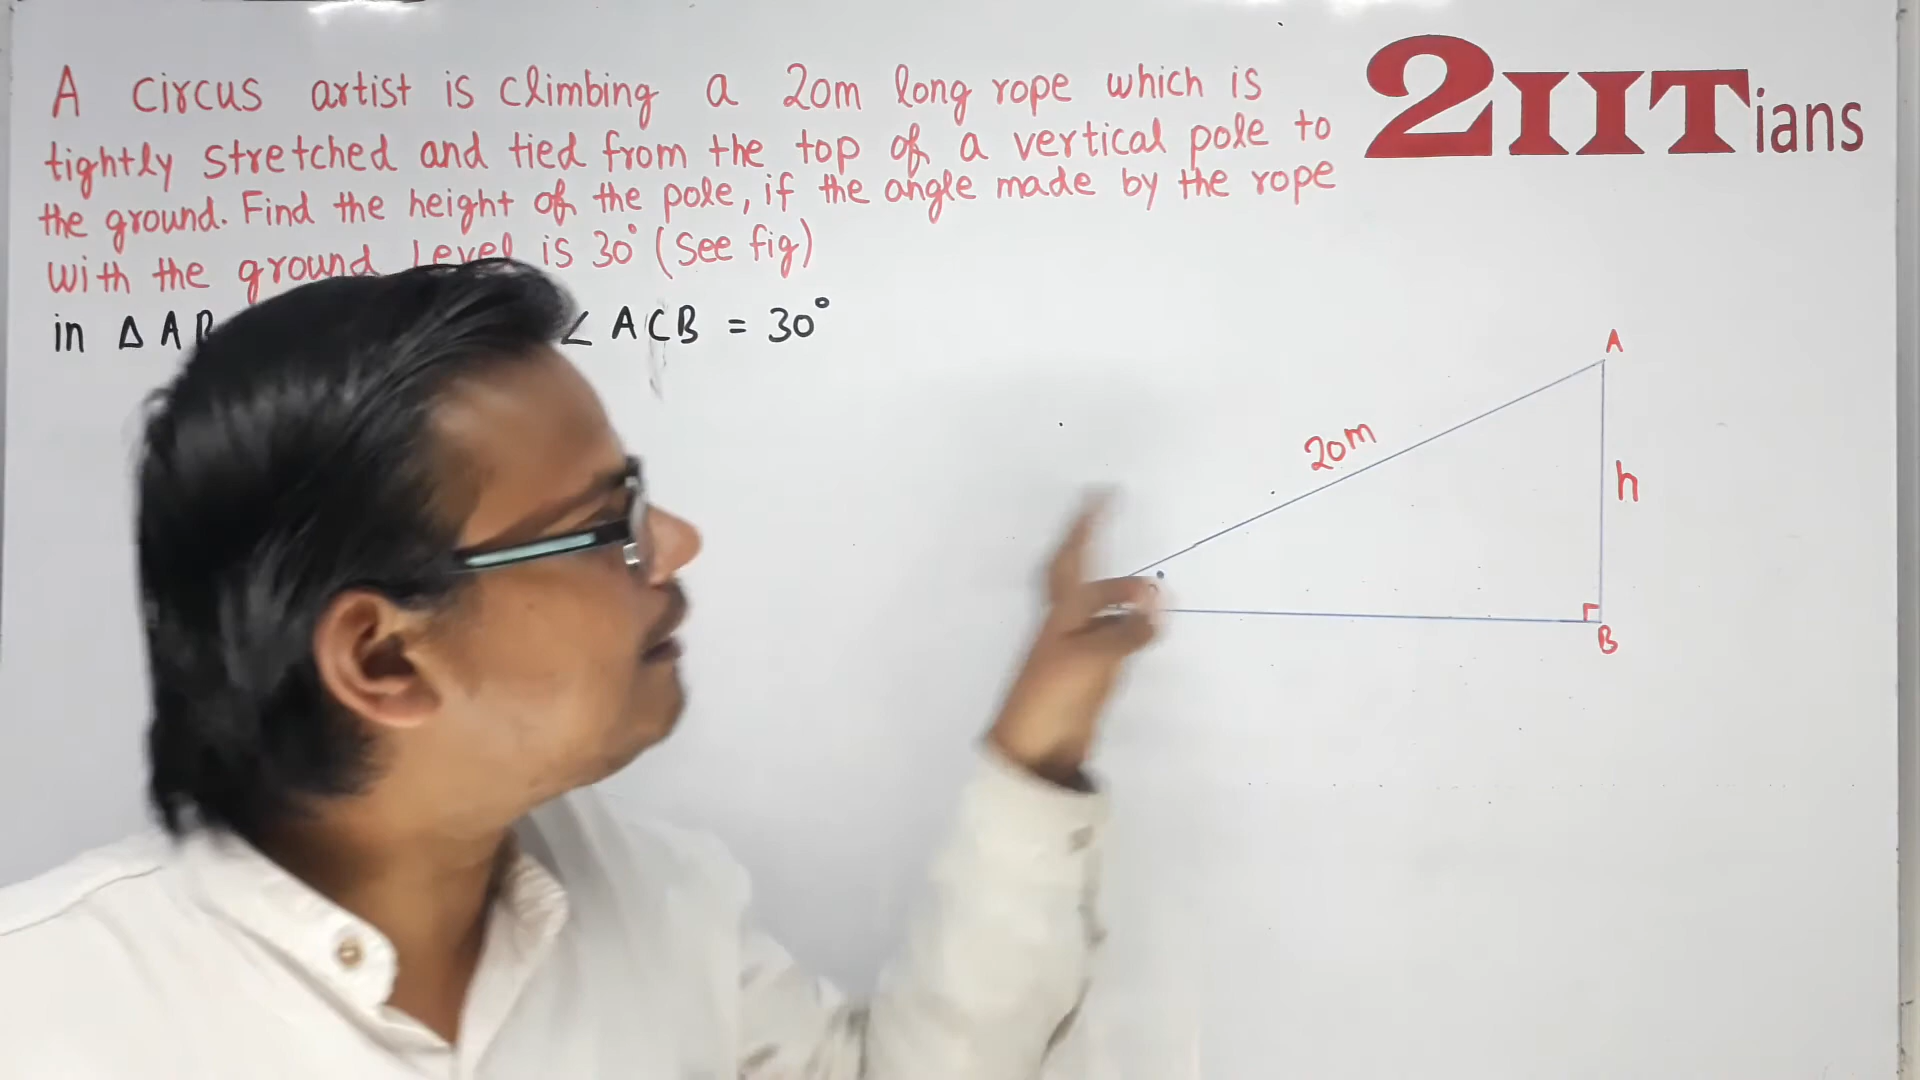 A circus artist is climbing a 20m long rope which is
tightly stretched and tied from the top of a vertical pole to
the ground. Find the height of the pole, if the angle made by the rope
with the ground level is 30° (See fig)
in △ A ∠ ACB = 30°
2IITians
A
20m
h
B